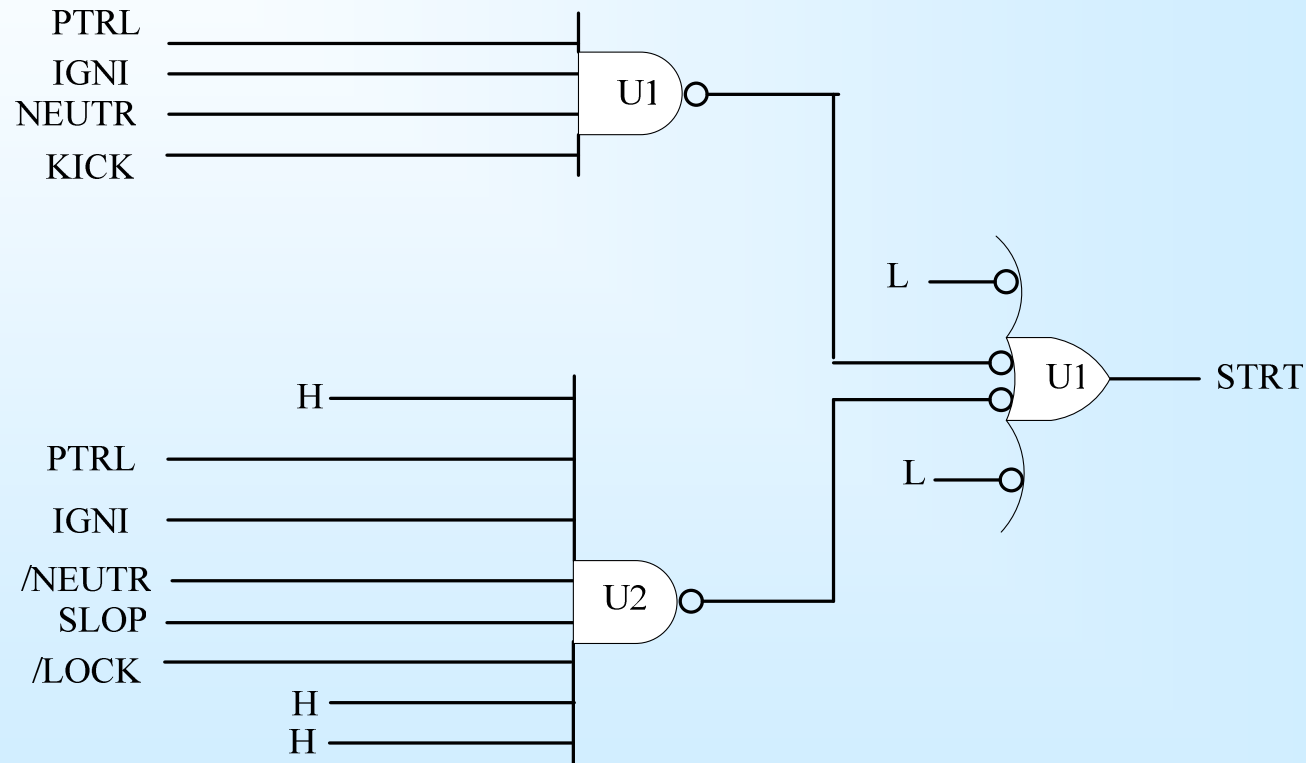 PTRL
IGNI
U1
NEUTR
KICK
L
U1
STRT
H
PTRL
L
IGNI
/NEUTR
U2
SLOP
/LOCK
H
H